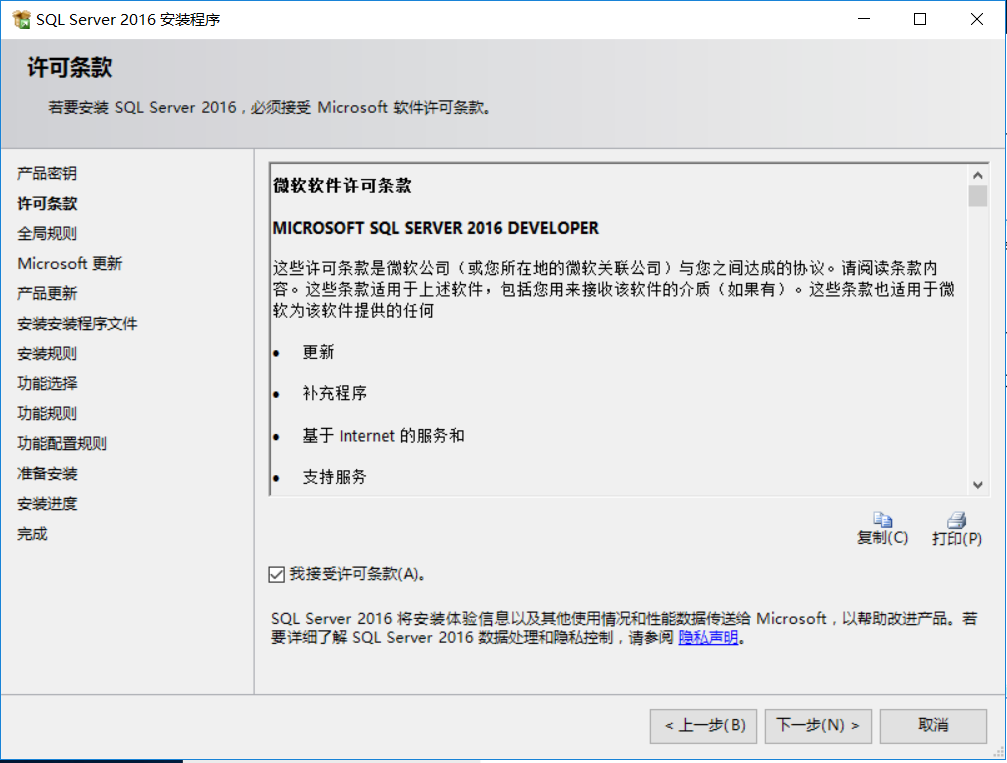 SQL Server 2016 安装程序
许可条款
若要安装 SQL Server 2016，必须接受 Microsoft 软件许可条款。
产品密钥
许可条款
全局规则
Microsoft 更新
产品更新
安装安装程序文件
安装规则
功能选择
功能规则
功能配置规则
准备安装
安装进度
完成
微软软件许可条款
MICROSOFT SQL SERVER 2016 DEVELOPER
这些许可条款是微软公司（或您所在地的微软关联公司）与您之间达成的协议。请阅读条款内
容。这些条款适用于上述软件，包括您用来接收该软件的介质（如果有）。这些条款也适用于微
软为该软件提供的任何
• 更新
• 补充程序
• 基于 Internet 的服务和
• 支持服务
复制(C)
打印(P)
我接受许可条款(A)。
SQL Server 2016 将安装体验信息以及其他使用情况和性能数据传送给 Microsoft，以帮助改进产品。若
要详细了解 SQL Server 2016 数据处理和隐私控制，请参阅 隐私声明。
< 上一步(B)
下一步(N) >
取消